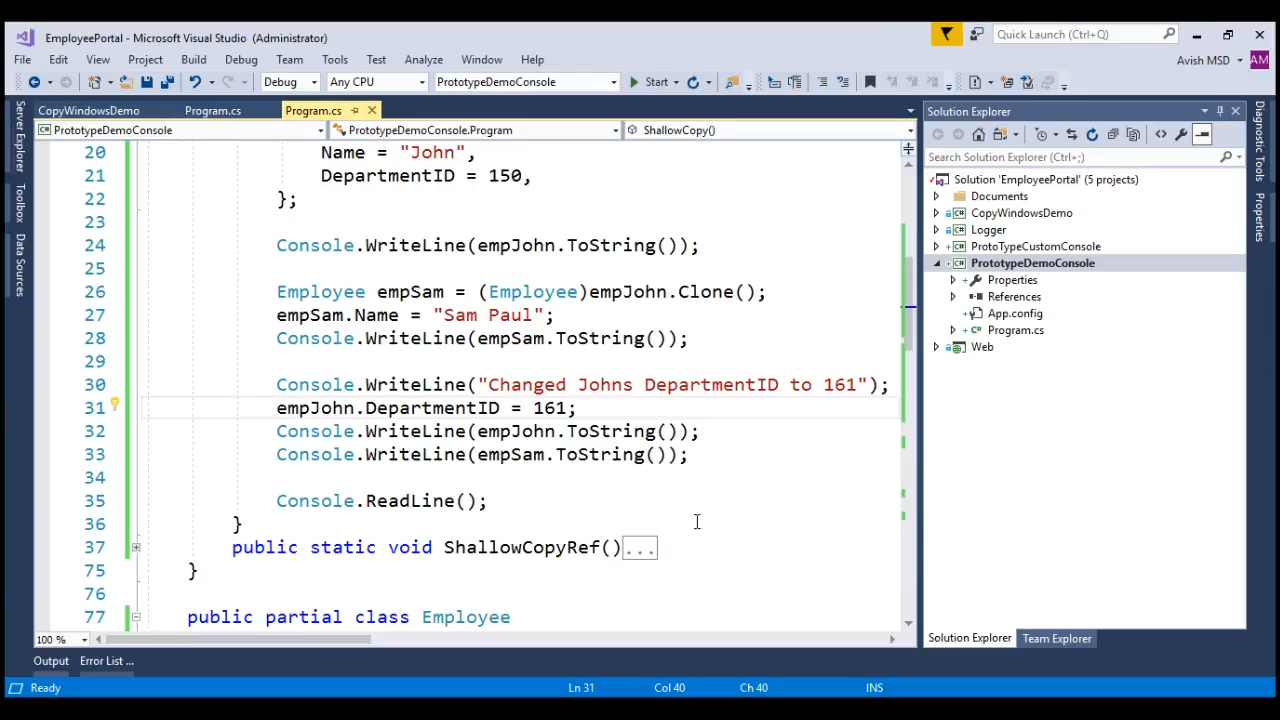 EmployeePortal - Microsoft Visual Studio (Administrator)
Quick Launch (Ctrl+Q)
File Edit View Project Build Debug Team Tools Test Analyze Window Help
Avish MSD AM
Debug Any CPU PrototypeDemoConsole Start
CopyWindowsDemo Program.cs Program.cs
PrototypeDemoConsole PrototypeDemoConsole.Program ShallowCopy()
Server Explorer
Toolbox
Data Sources
20 Name = "John",
21 DepartmentID = 150,
22 };
23
24 Console.WriteLine(empJohn.ToString());
25
26 Employee empSam = (Employee)empJohn.Clone();
27 empSam.Name = "Sam Paul";
28 Console.WriteLine(empSam.ToString());
29
30 Console.WriteLine("Changed Johns DepartmentID to 161");
31 empJohn.DepartmentID = 161;
32 Console.WriteLine(empJohn.ToString());
33 Console.WriteLine(empSam.ToString());
34
35 Console.ReadLine();
36 }
37 public static void ShallowCopyRef()...
75 }
76
77 public partial class Employee
100 %
Solution Explorer
Search Solution Explorer (Ctrl+;)
Solution 'EmployeePortal' (5 projects)
Documents
CopyWindowsDemo
Logger
ProtoTypeCustomConsole
PrototypeDemoConsole
Properties
References
App.config
Program.cs
Web
Solution Explorer Team Explorer
Diagnostic Tools
Properties
Output Error List ...
Ready Ln 31 Col 40 Ch 40 INS